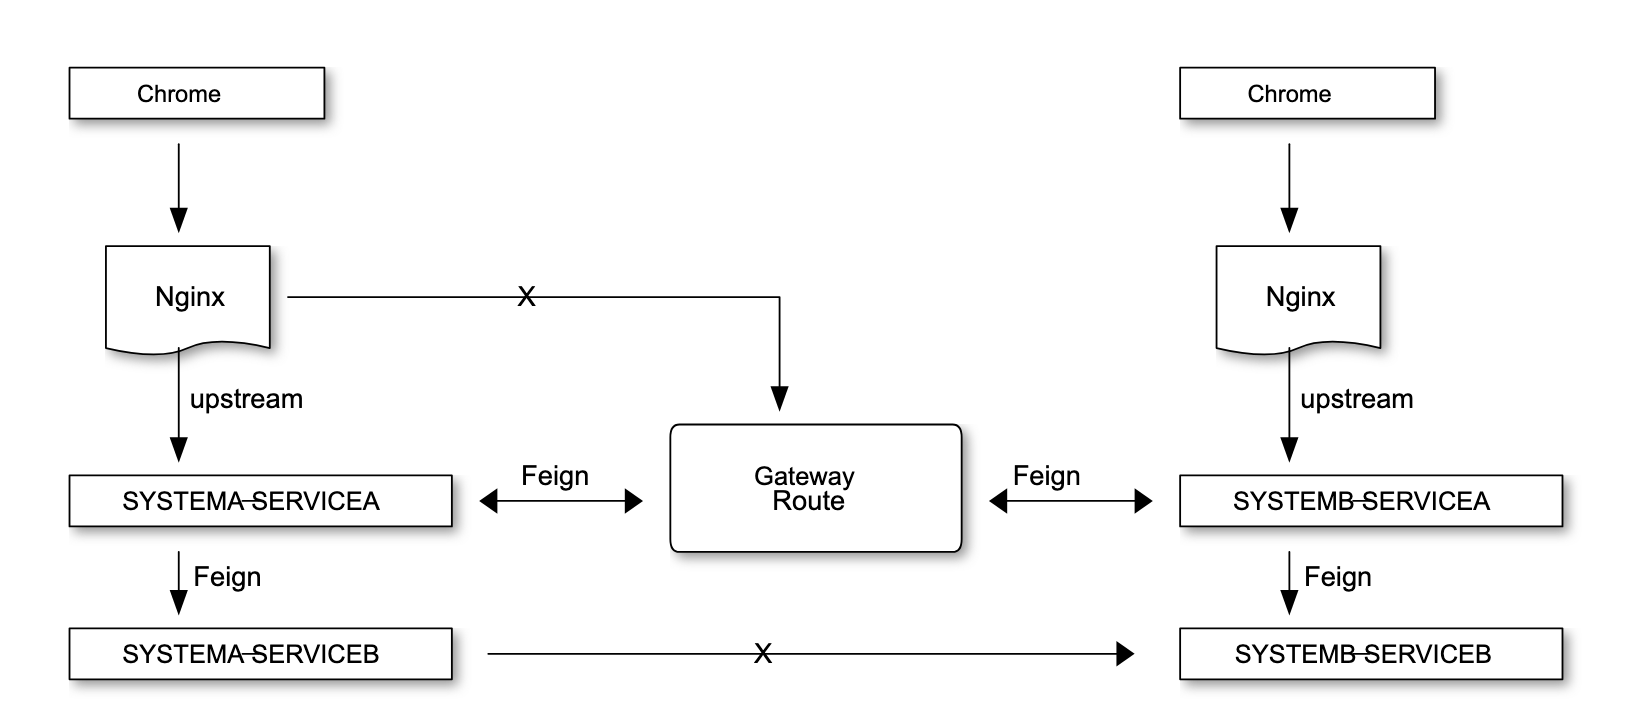 Chrome
Chrome
Nginx
X
Nginx
upstream
upstream
Feign
Gateway
Route
Feign
SYSTEMA-SERVICEA
SYSTEMB-SERVICEA
Feign
Feign
SYSTEMA-SERVICEB
X
SYSTEMB-SERVICEB